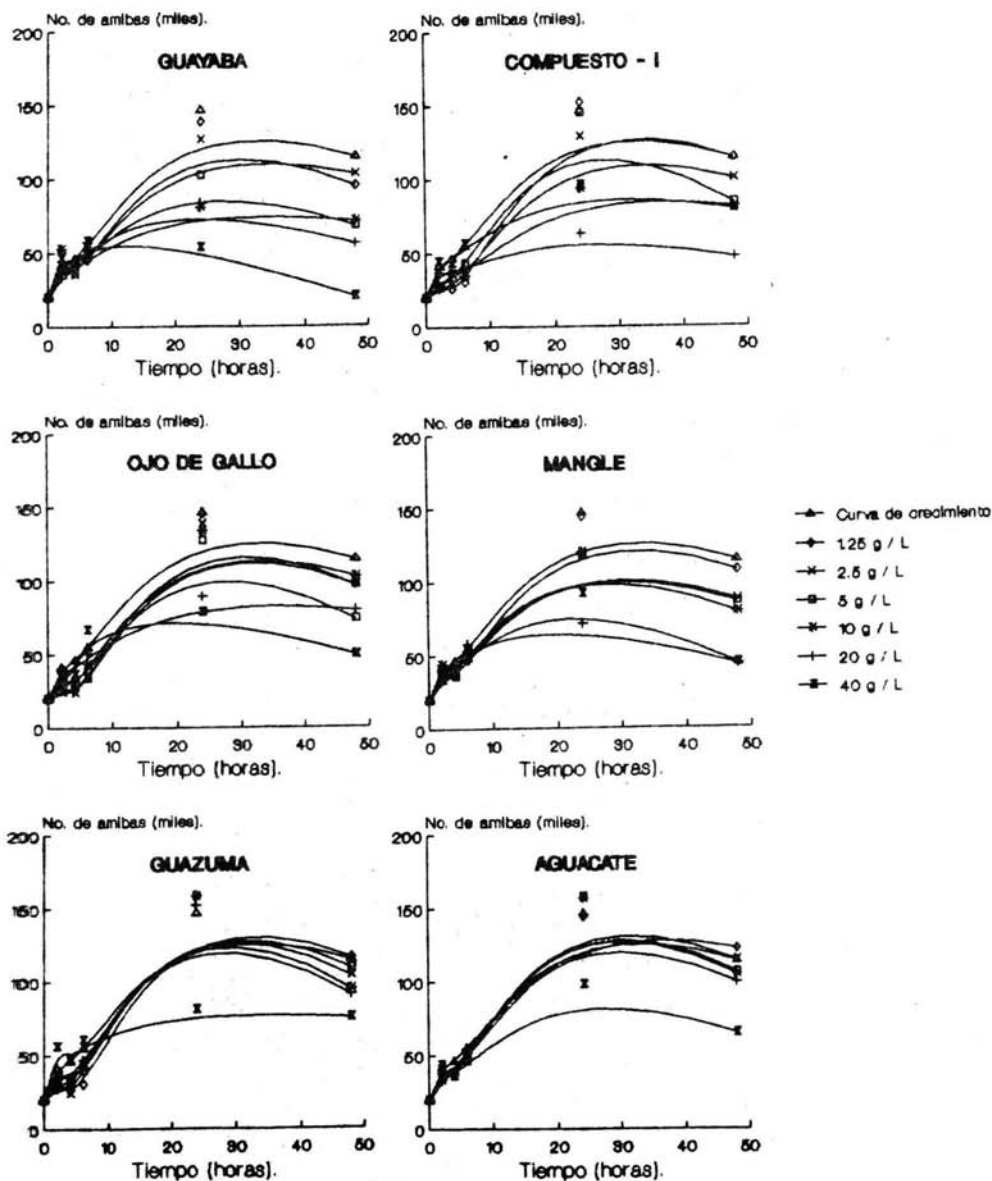 No. de amibas (miles).
GUAYABA
200
150
100
50
0
0 10 20 30 40 50
Tiempo (horas).
No. de amibas (miles).
COMPUESTO - I
200
150
100
50
0
0 10 20 30 40 50
Tiempo (horas).
No. de amibas (miles).
OJO DE GALLO
200
150
100
50
0
0 10 20 30 40 50
Tiempo (horas).
No. de amibas (miles).
MANGLE
200
150
100
50
0
0 10 20 30 40 50
Tiempo (horas).
Curva de crecimiento
1.25 g / L
2.5 g / L
5 g / L
10 g / L
20 g / L
40 g / L
No. de amibas (miles).
GUAZUMA
200
150
100
50
0
0 10 20 30 40 50
Tiempo (horas).
No. de amibas (miles).
AGUACATE
200
150
100
50
0
0 10 20 30 40 50
Tiempo (horas).